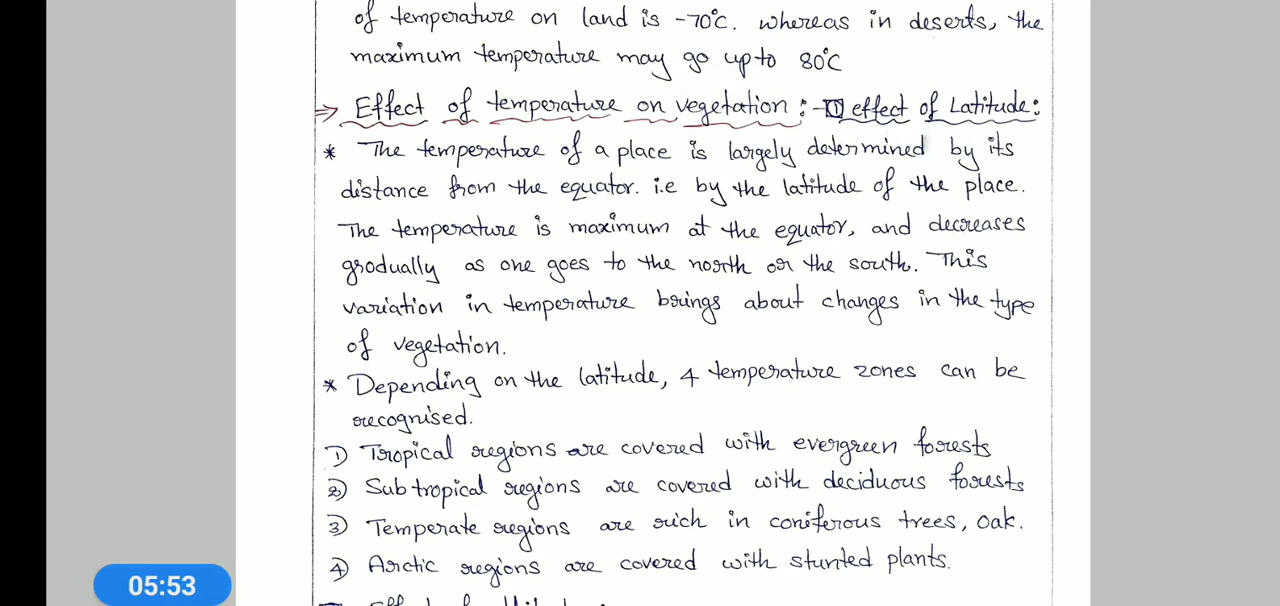 of temperature on land is -70°C. whereas in deserts, the
maximum temperature may go upto 80°C
⇒ Effect of temperature on vegetation :- ① effect of Latitude:
* The temperature of a place is largely determined by its
distance from the equator. i.e by the latitude of the place.
The temperature is maximum at the equator, and decreases
gradually as one goes to the north or the south. This
variation in temperature brings about changes in the type
of vegetation.
* Depending on the latitude, 4 temperature zones can be
recognised.
1) Tropical regions are covered with evergreen forests
2) Sub tropical regions are covered with deciduous forests
3) Temperate regions are rich in coniferous trees, oak.
4) Arctic regions are covered with stunted plants.
05:53